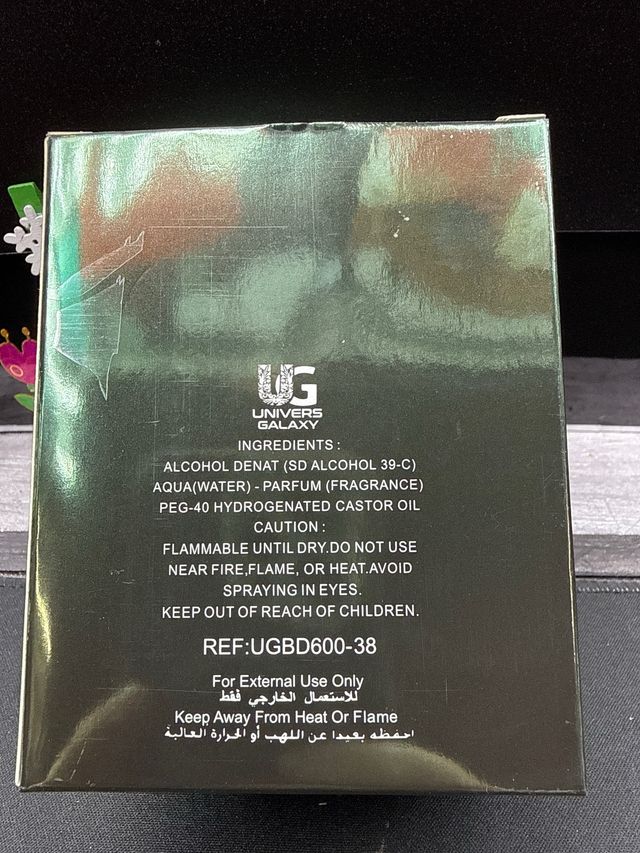 UG
UNIVERS
GALAXY
INGREDIENTS :
ALCOHOL DENAT (SD ALCOHOL 39-C)
AQUA(WATER) - PARFUM (FRAGRANCE)
PEG-40 HYDROGENATED CASTOR OIL
CAUTION :
FLAMMABLE UNTIL DRY.DO NOT USE
NEAR FIRE,FLAME, OR HEAT.AVOID
SPRAYING IN EYES.
KEEP OUT OF REACH OF CHILDREN.
REF:UGBD600-38
For External Use Only
للاستعمال الخارجي فقط
Keep Away From Heat Or Flame
احفظه بعيدا عن اللهب أو الحرارة العالية